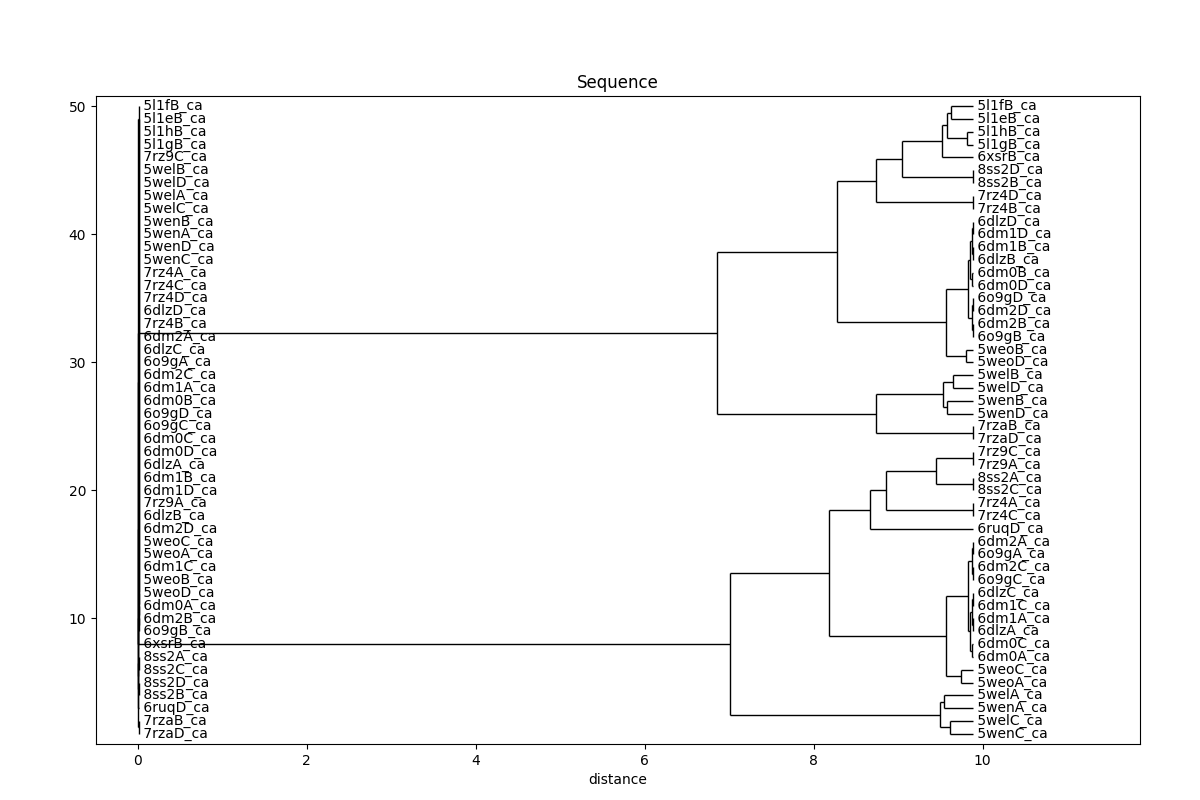 Sequence
50
40
30
20
10
5l1fB_ca
5l1eB_ca
5l1hB_ca
5l1gB_ca
7rz9C_ca
5welB_ca
5welD_ca
5welA_ca
5welC_ca
5wenB_ca
5wenA_ca
5wenD_ca
5wenC_ca
7rz4A_ca
7rz4C_ca
7rz4D_ca
6dlzD_ca
7rz4B_ca
6dm2A_ca
6dlzC_ca
6o9gA_ca
6dm2C_ca
6dm1A_ca
6dm0B_ca
6o9gD_ca
6o9gC_ca
6dm0C_ca
6dm0D_ca
6dlzA_ca
6dm1B_ca
6dm1D_ca
7rz9A_ca
6dlzB_ca
6dm2D_ca
5weoC_ca
5weoA_ca
6dm1C_ca
5weoB_ca
5weoD_ca
6dm0A_ca
6dm2B_ca
6o9gB_ca
6xsrB_ca
8ss2A_ca
8ss2C_ca
8ss2D_ca
8ss2B_ca
6ruqD_ca
7rzaB_ca
7rzaD_ca
5l1fB_ca
5l1eB_ca
5l1hB_ca
5l1gB_ca
6xsrB_ca
8ss2D_ca
8ss2B_ca
7rz4D_ca
7rz4B_ca
6dlzD_ca
6dm1D_ca
6dm1B_ca
6dlzB_ca
6dm0B_ca
6dm0D_ca
6o9gD_ca
6dm2D_ca
6dm2B_ca
6o9gB_ca
5weoB_ca
5weoD_ca
5welB_ca
5welD_ca
5wenB_ca
5wenD_ca
7rzaB_ca
7rzaD_ca
7rz9C_ca
7rz9A_ca
8ss2A_ca
8ss2C_ca
7rz4A_ca
7rz4C_ca
6ruqD_ca
6dm2A_ca
6o9gA_ca
6dm2C_ca
6o9gC_ca
6dlzC_ca
6dm1C_ca
6dm1A_ca
6dlzA_ca
6dm0C_ca
6dm0A_ca
5weoC_ca
5weoA_ca
5welA_ca
5wenA_ca
5welC_ca
5wenC_ca
0 2 4 6 8 10
distance